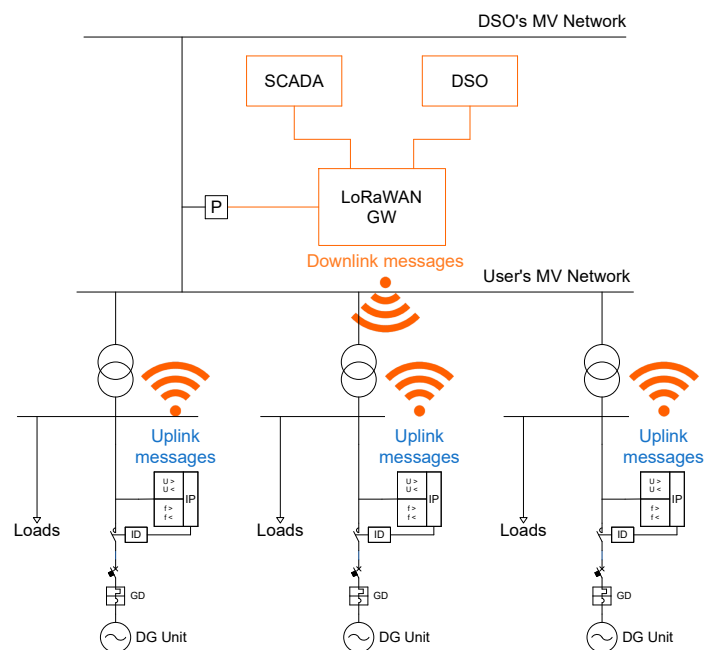 DSO's MV Network
SCADA
DSO
LoRaWAN
GW
P
Downlink messages
User's MV Network
Uplink
messages
Uplink
messages
Uplink
messages
U >
U <
IP
f >
f <
U >
U <
IP
f >
f <
U >
U <
IP
f >
f <
Loads
ID
Loads
ID
Loads
ID
GD
GD
GD
DG Unit
DG Unit
DG Unit